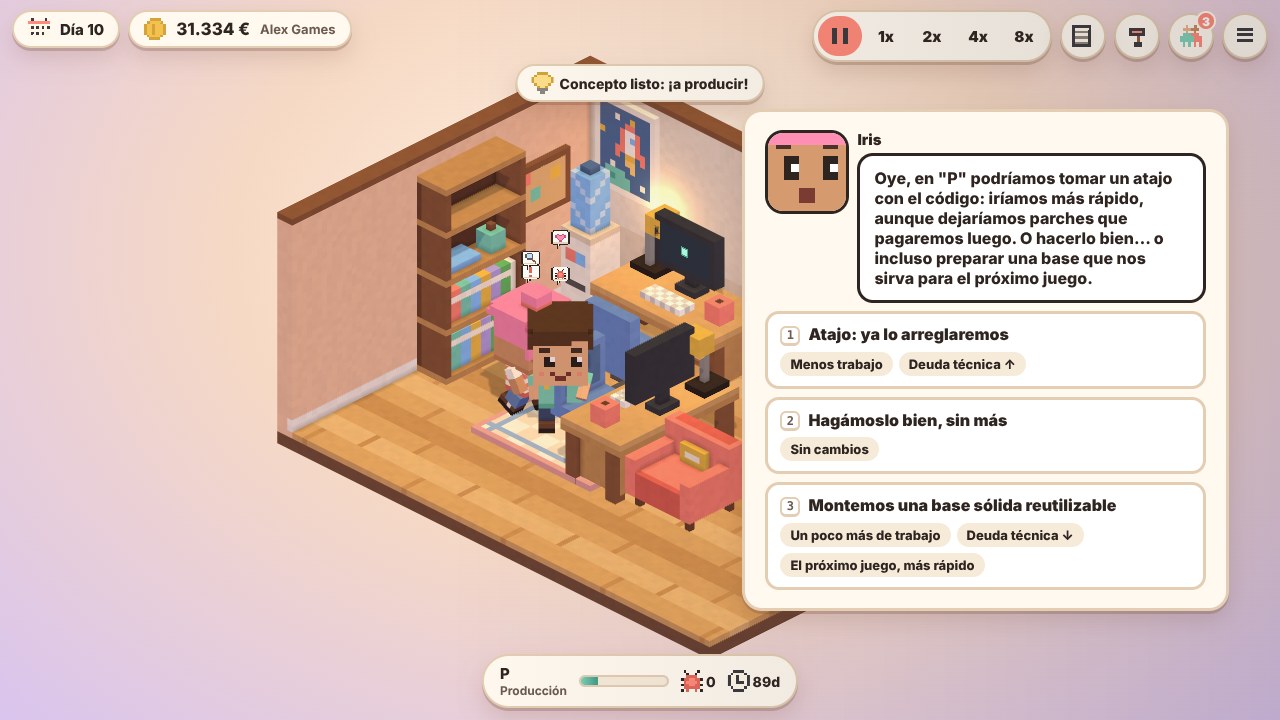 Día 10
31.334 € Alex Games
1x 2x 4x 8x
3
Concepto listo: ¡a producir!
Iris
Oye, en "P" podríamos tomar un atajo
con el código: iríamos más rápido,
aunque dejaríamos parches que
pagaremos luego. O hacerlo bien... o
incluso preparar una base que nos
sirva para el próximo juego.
1 Atajo: ya lo arreglaremos
Menos trabajo Deuda técnica ↑
2 Hagámoslo bien, sin más
Sin cambios
3 Montemos una base sólida reutilizable
Un poco más de trabajo Deuda técnica ↓
El próximo juego, más rápido
P
Producción
0 89d